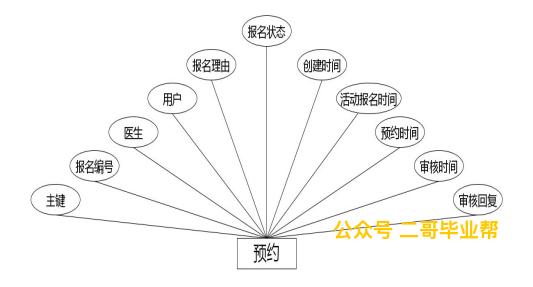 报名状态
报名理由
创建时间
用户
活动报名时间
医生
预约时间
报名编号
审核时间
主键
审核回复
公众号 二哥毕业帮
预约